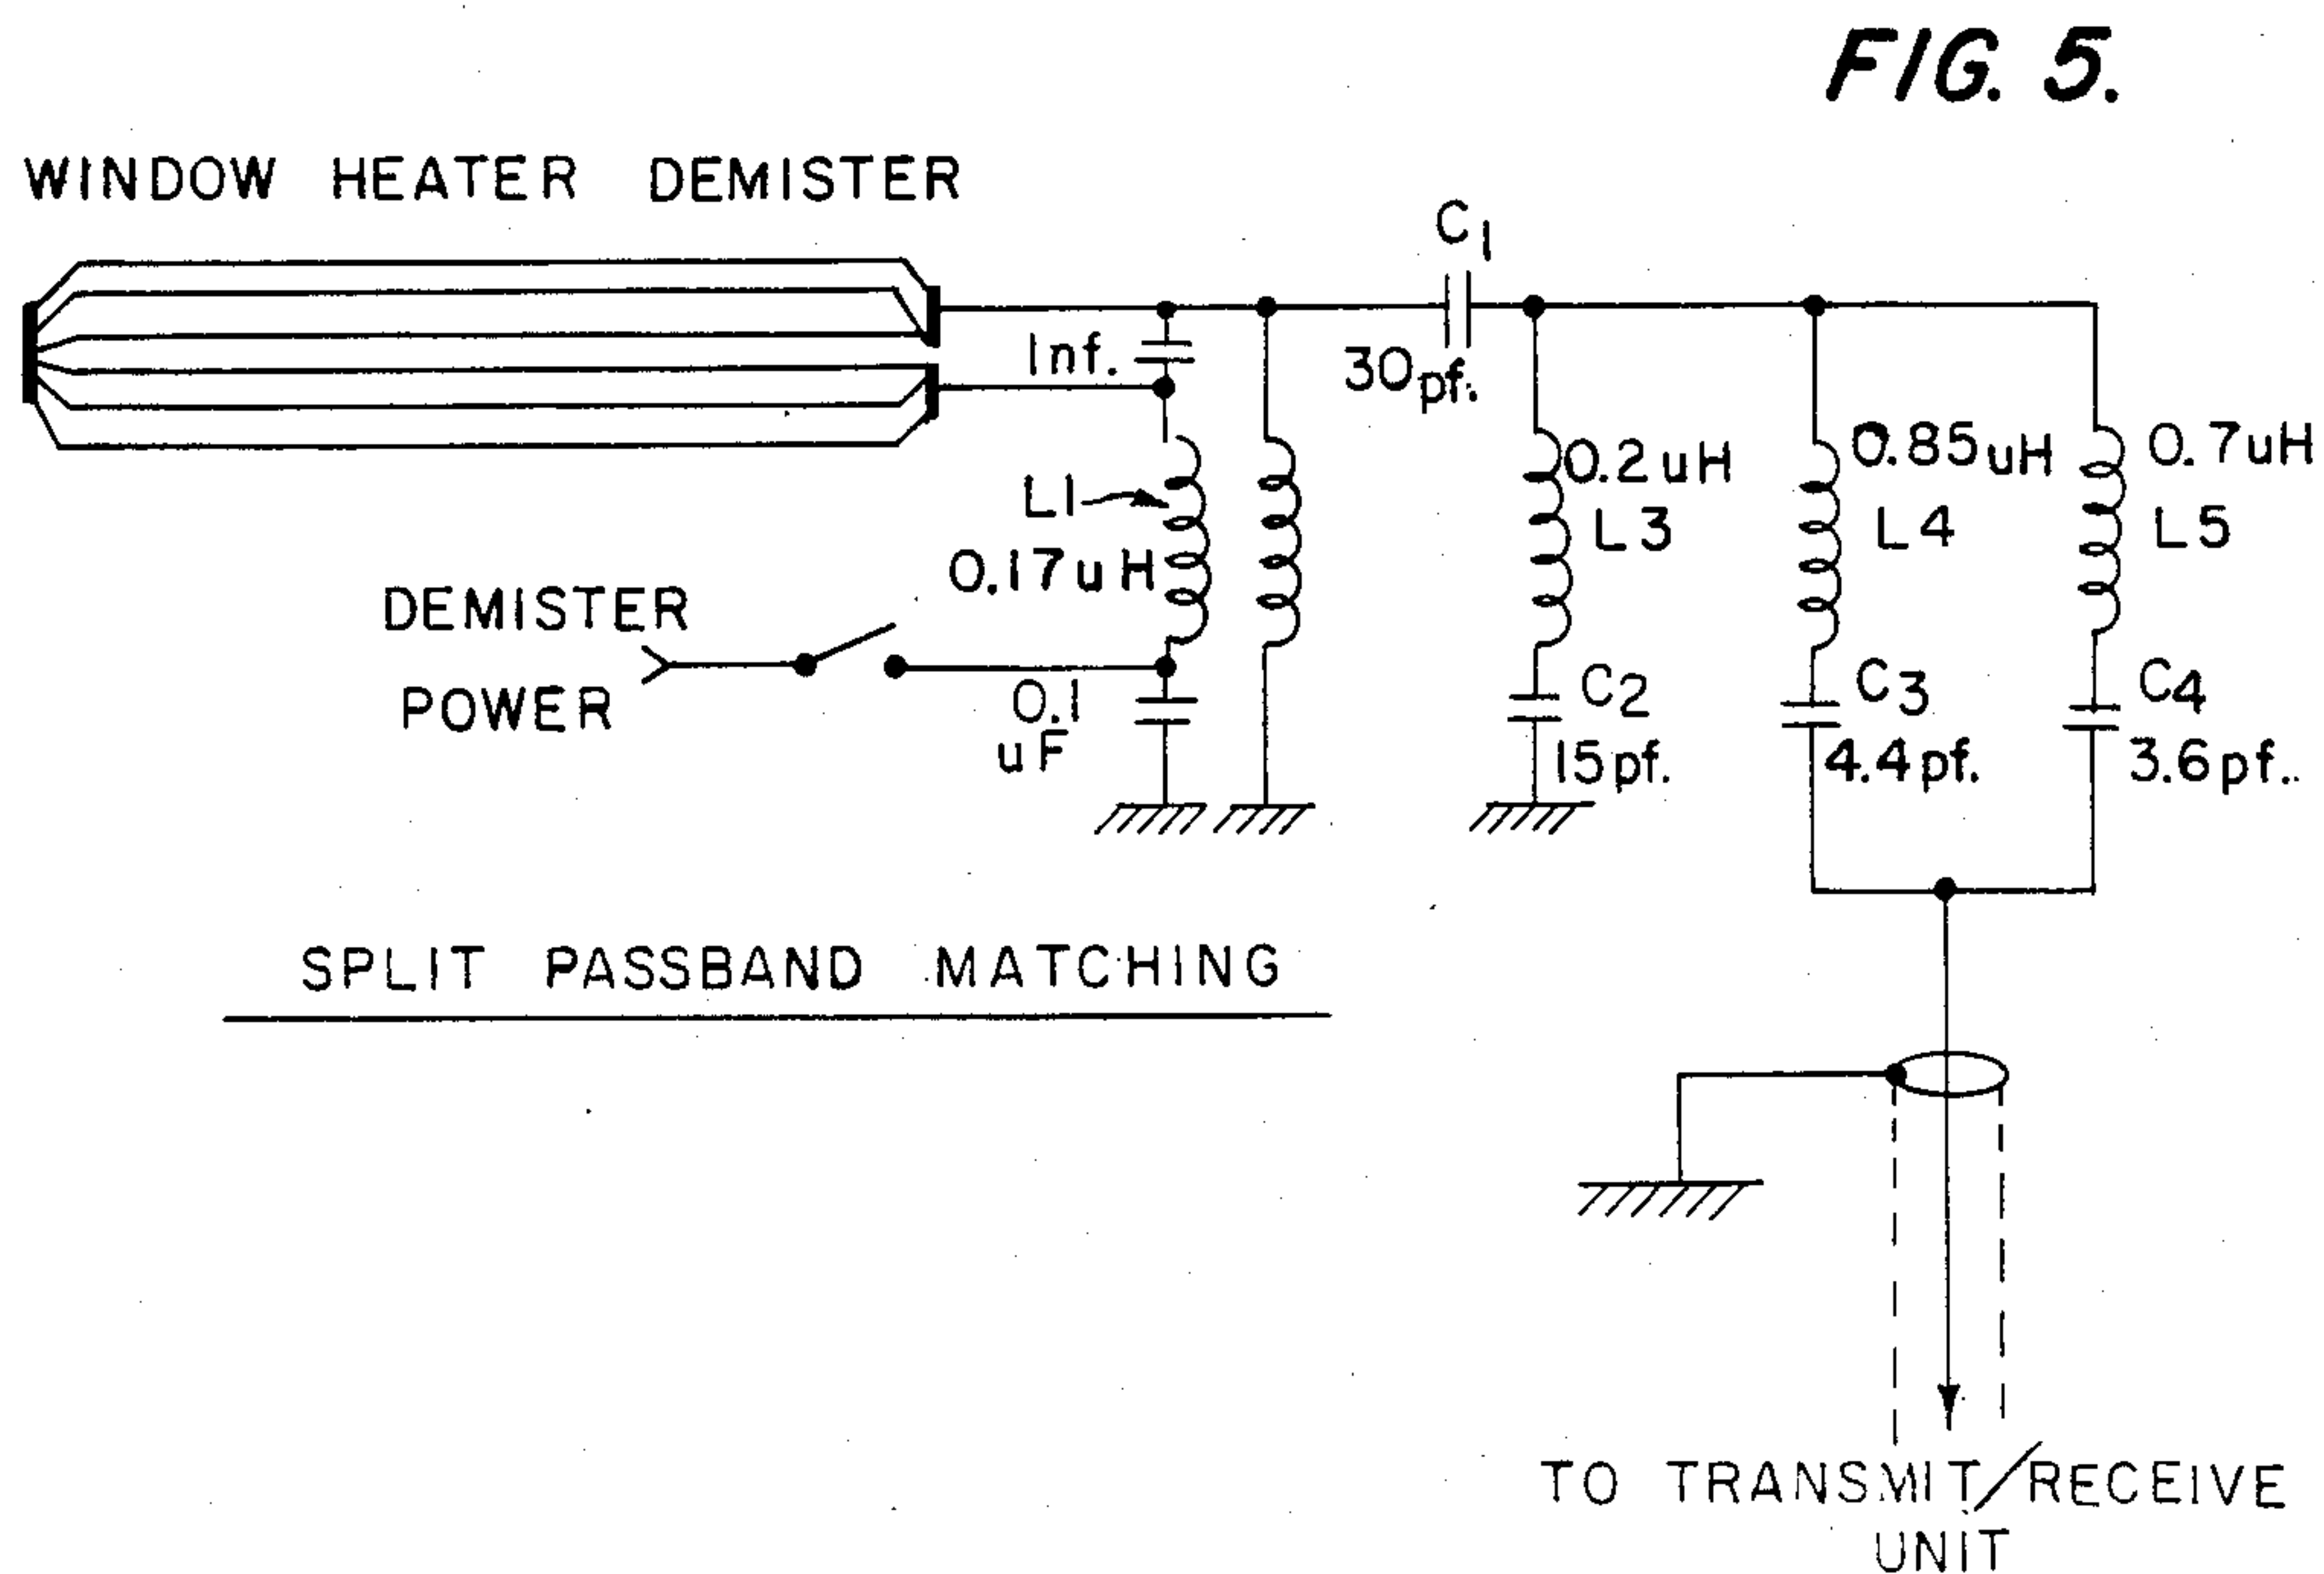 FIG. 5.
WINDOW HEATER DEMISTER
C1
1nf.
30pf.
L1
0.17uH
0.2uH
L3
0.85uH
L4
0.7uH
L5
DEMISTER
POWER
0.1
uF
C2
15pf.
C3
4.4pf.
C4
3.6pf..
SPLIT PASSBAND MATCHING
TO TRANSMIT/RECEIVE
UNIT